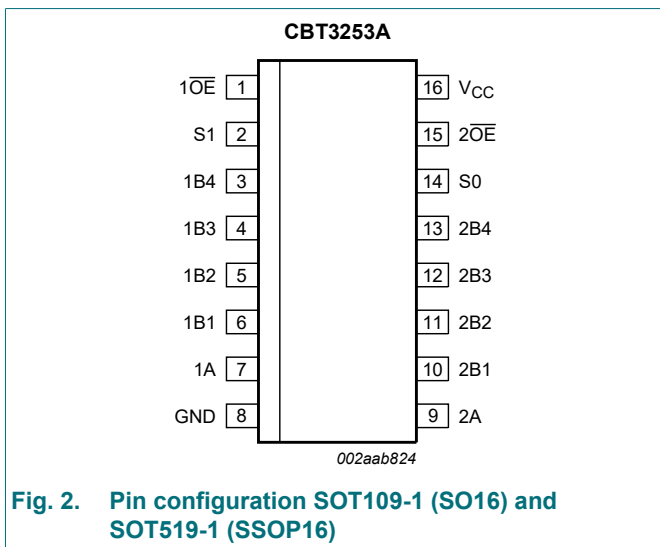 CBT3253A
1O̅E̅ 1 16 VCC
S1 2 15 2O̅E̅
1B4 3 14 S0
1B3 4 13 2B4
1B2 5 12 2B3
1B1 6 11 2B2
1A 7 10 2B1
GND 8 9 2A
002aab824
Fig. 2. Pin configuration SOT109-1 (SO16) and
SOT519-1 (SSOP16)